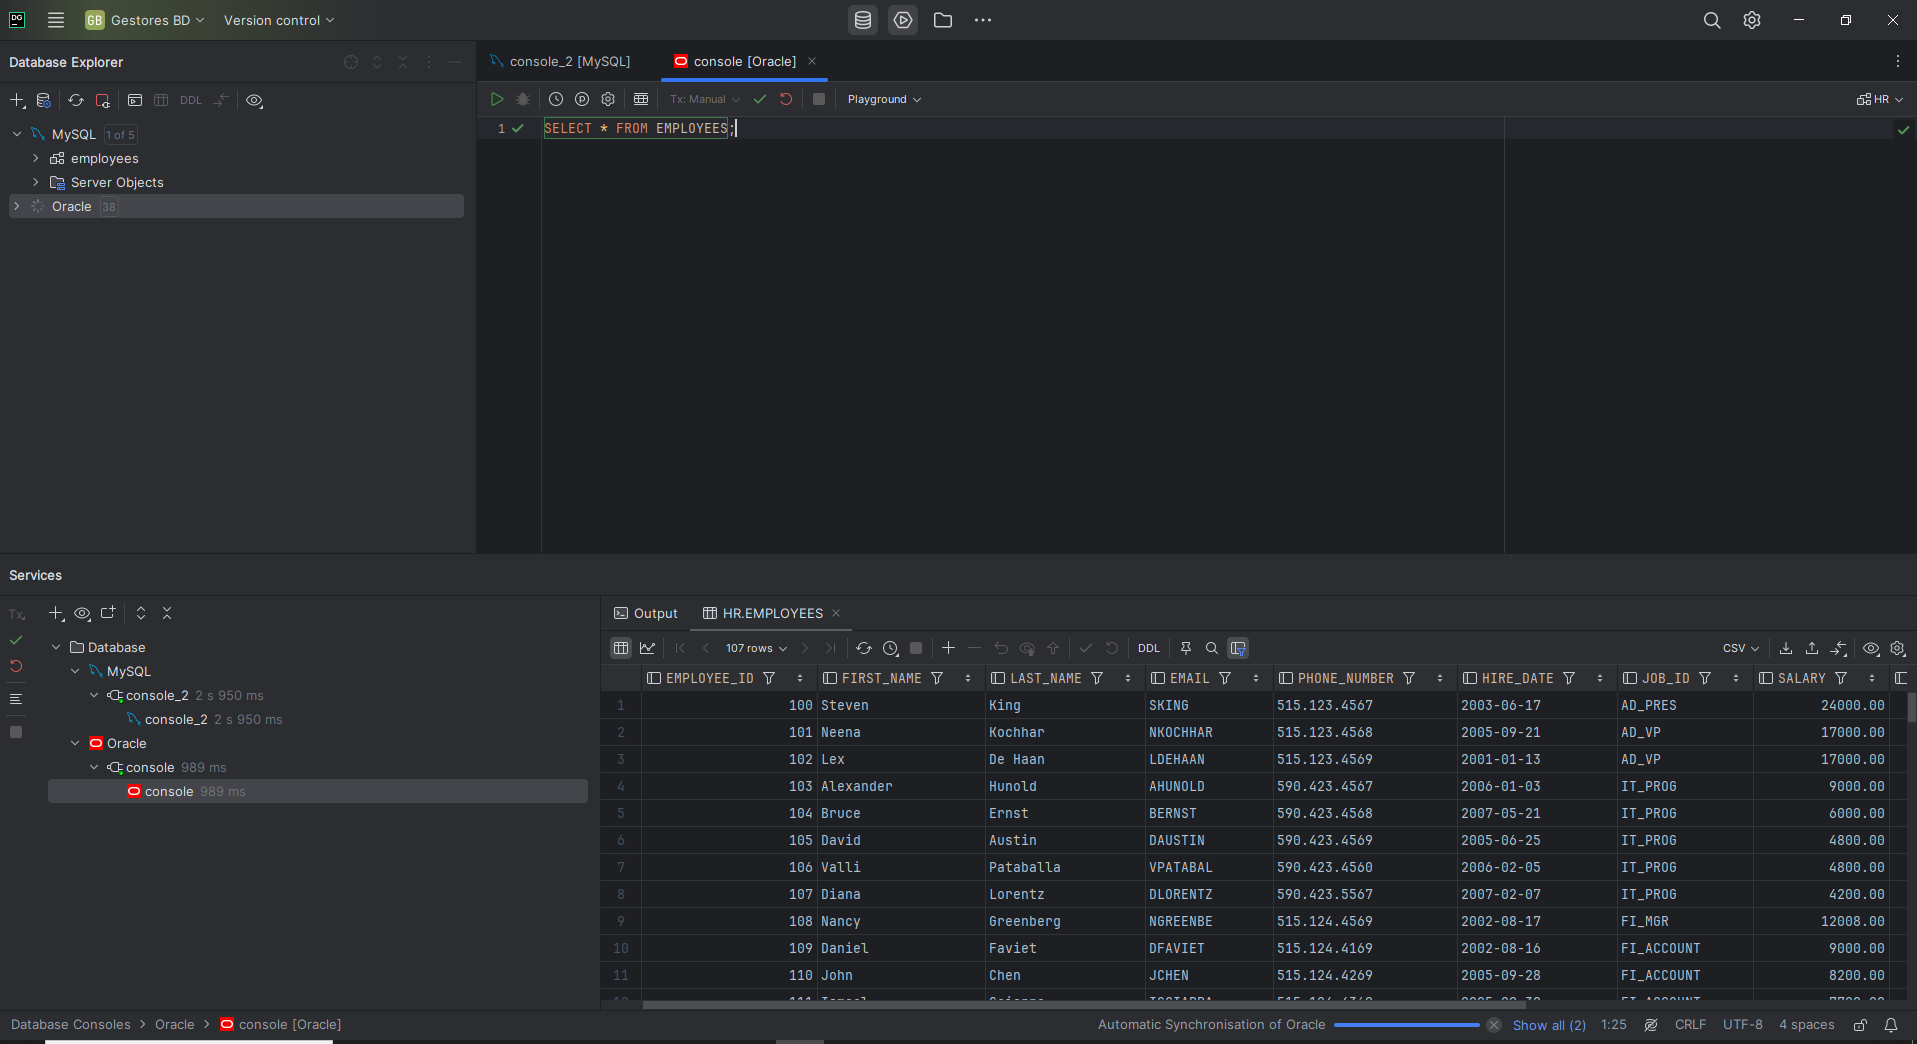 GB Gestores BD Version control
Database Explorer
console_2 [MySQL] console [Oracle]
DDL
Tx: Manual Playground HR
MySQL 1 of 5
1 SELECT * FROM EMPLOYEES;
employees
Server Objects
Oracle 38
Services
Tx
Output HR.EMPLOYEES
107 rows DDL CSV
Database
MySQL
console_2 2 s 950 ms
console_2 2 s 950 ms
Oracle
console 989 ms
console 989 ms
EMPLOYEE_ID FIRST_NAME LAST_NAME EMAIL PHONE_NUMBER HIRE_DATE JOB_ID SALARY
1 100 Steven King SKING 515.123.4567 2003-06-17 AD_PRES 24000.00
2 101 Neena Kochhar NKOCHHAR 515.123.4568 2005-09-21 AD_VP 17000.00
3 102 Lex De Haan LDEHAAN 515.123.4569 2001-01-13 AD_VP 17000.00
4 103 Alexander Hunold AHUNOLD 590.423.4567 2006-01-03 IT_PROG 9000.00
5 104 Bruce Ernst BERNST 590.423.4568 2007-05-21 IT_PROG 6000.00
6 105 David Austin DAUSTIN 590.423.4569 2005-06-25 IT_PROG 4800.00
7 106 Valli Pataballa VPATABAL 590.423.4560 2006-02-05 IT_PROG 4800.00
8 107 Diana Lorentz DLORENTZ 590.423.5567 2007-02-07 IT_PROG 4200.00
9 108 Nancy Greenberg NGREENBE 515.124.4569 2002-08-17 FI_MGR 12008.00
10 109 Daniel Faviet DFAVIET 515.124.4169 2002-08-16 FI_ACCOUNT 9000.00
11 110 John Chen JCHEN 515.124.4269 2005-09-28 FI_ACCOUNT 8200.00
Database Consoles > Oracle > console [Oracle] Automatic Synchronisation of Oracle Show all (2) 1:25 CRLF UTF-8 4 spaces